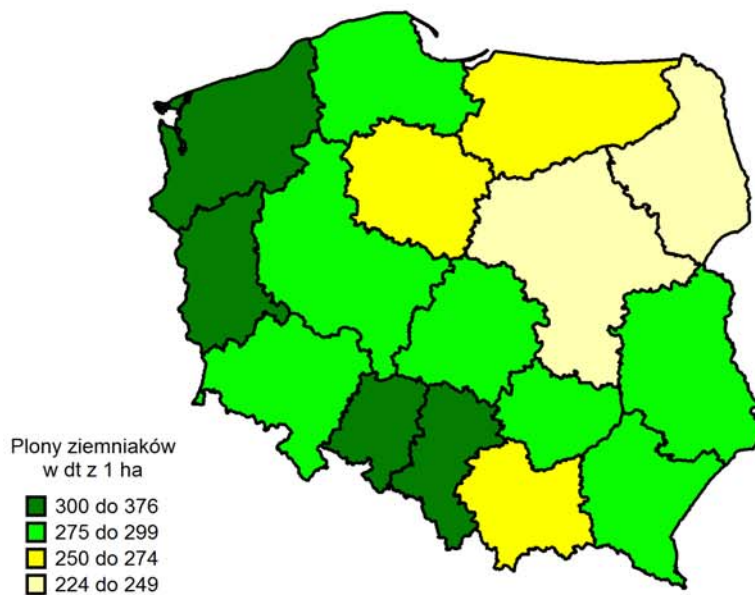 Plony ziemniaków
w dt z 1 ha
300 do 376
275 do 299
250 do 274
224 do 249